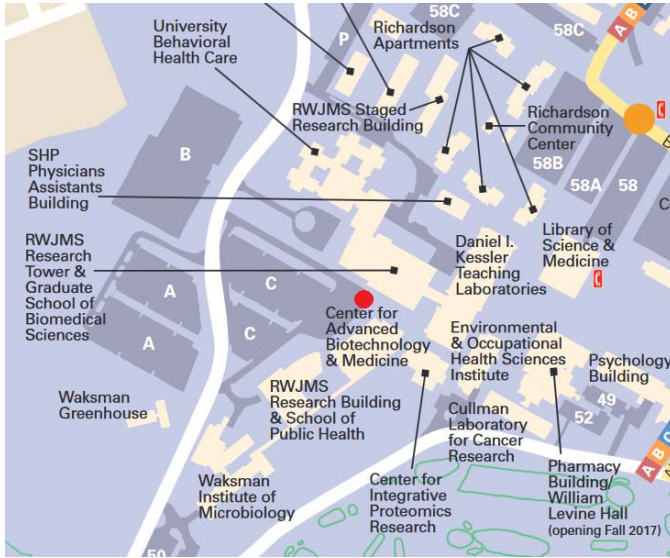 58C
A
B
P
Richardson
Apartments
58C
University
Behavioral
Health Care
RWJMS Staged
Research Building
Richardson
Community
Center
B
SHP
Physicians
Assistants
Building
58B
58A
58
RWJMS
Research
Tower &
Graduate
School of
Biomedical
Sciences
Daniel I.
Kessler
Teaching
Laboratories
Library of
Science &
Medicine
A
C
A
C
Center for
Advanced
Biotechnology
& Medicine
Environmental
& Occupational
Health Sciences
Institute
Psychology
Building
Waksman
Greenhouse
RWJMS
Research Building
& School of
Public Health
49
52
Cullman
Laboratory
for Cancer
Research
A
B
C
Waksman
Institute of
Microbiology
Center for
Integrative
Proteomics
Research
Pharmacy
Building/
William
Levine Hall
(opening Fall 2017)
50